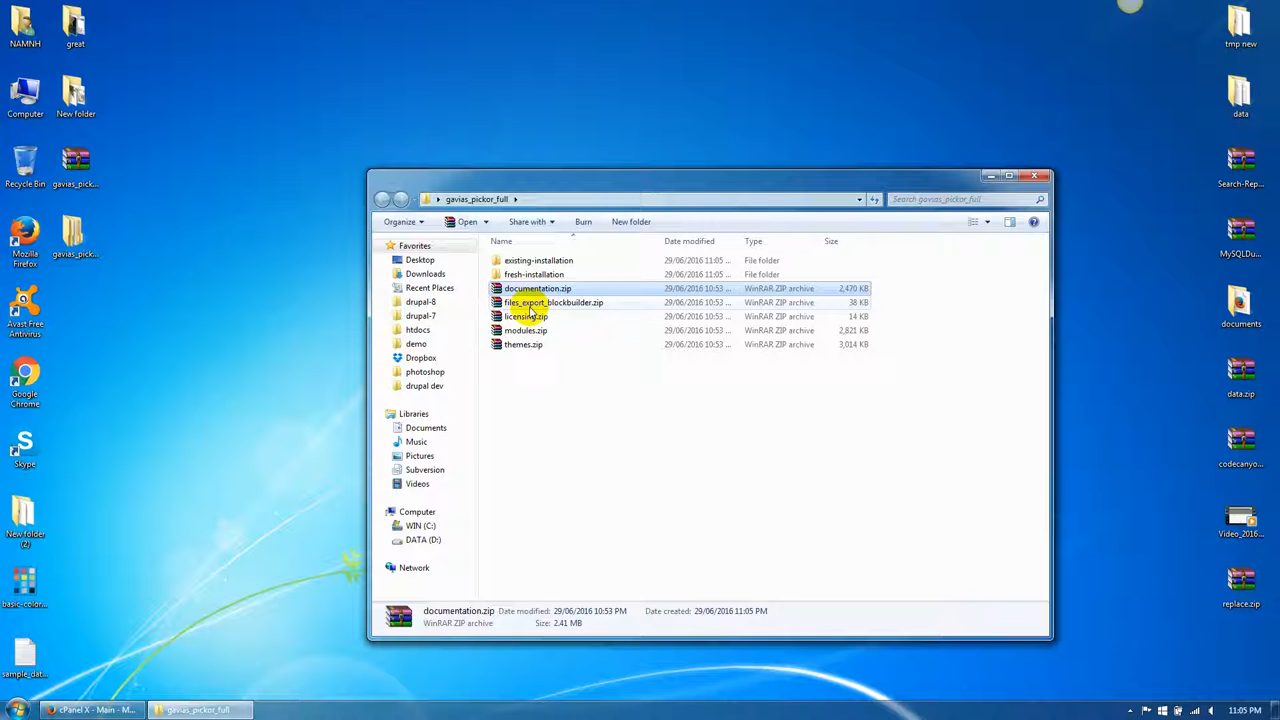 NAMNH
great
Computer
New folder
Recycle Bin
gavias_pick...
Mozilla
Firefox
gavias_pic...
Avast Free
Antivirus
Google
Chrome
Skype
New folder
(2)
basic-color...
sample_dat...
gavias_pickor_full
Search gavias_pickor_full
Organize
Open
Share with
Burn
New folder
Favorites
Desktop
Downloads
Recent Places
drupal-8
drupal-7
htdocs
demo
Dropbox
photoshop
drupal dev
Libraries
Documents
Music
Pictures
Subversion
Videos
Computer
WIN (C:)
DATA (D:)
Network
Name Date modified Type Size
existing-installation 29/06/2016 11:05 ... File folder
fresh-installation 29/06/2016 11:05 ... File folder
documentation.zip 29/06/2016 10:53 ... WinRAR ZIP archive 2,470 KB
files_export_blockbuilder.zip 29/06/2016 10:53 ... WinRAR ZIP archive 38 KB
licensing.zip 29/06/2016 10:53 ... WinRAR ZIP archive 14 KB
modules.zip 29/06/2016 10:53 ... WinRAR ZIP archive 2,821 KB
themes.zip 29/06/2016 10:53 ... WinRAR ZIP archive 3,014 KB
documentation.zip Date modified: 29/06/2016 10:53 PM Date created: 29/06/2016 11:05 PM
WinRAR ZIP archive Size: 2.41 MB
tmp new
data
Search-Rep...
MySQLDu...
documents
data.zip
codecanyo...
Video_2016...
replace.zip
cPanel X - Main - M...
gavias_pickor_full
11:05 PM